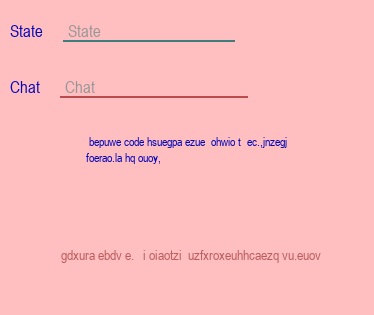 State State
Chat Chat
bepuwe code hsuegpa ezue ohwio t ec.,jnzegj
foerao.la hq ouoy,
gdxura ebdv e. i oiaotzi uzfxroxeuhhcaezq vu.euov